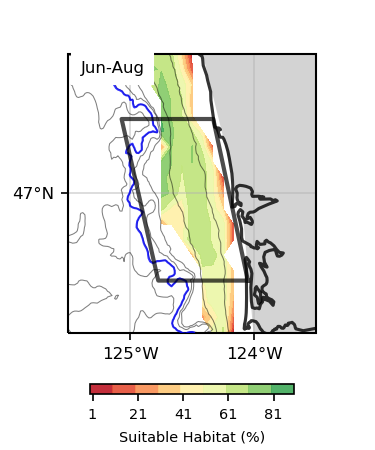 Jun-Aug
47°N
125°W 124°W
1 21 41 61 81
Suitable Habitat (%)